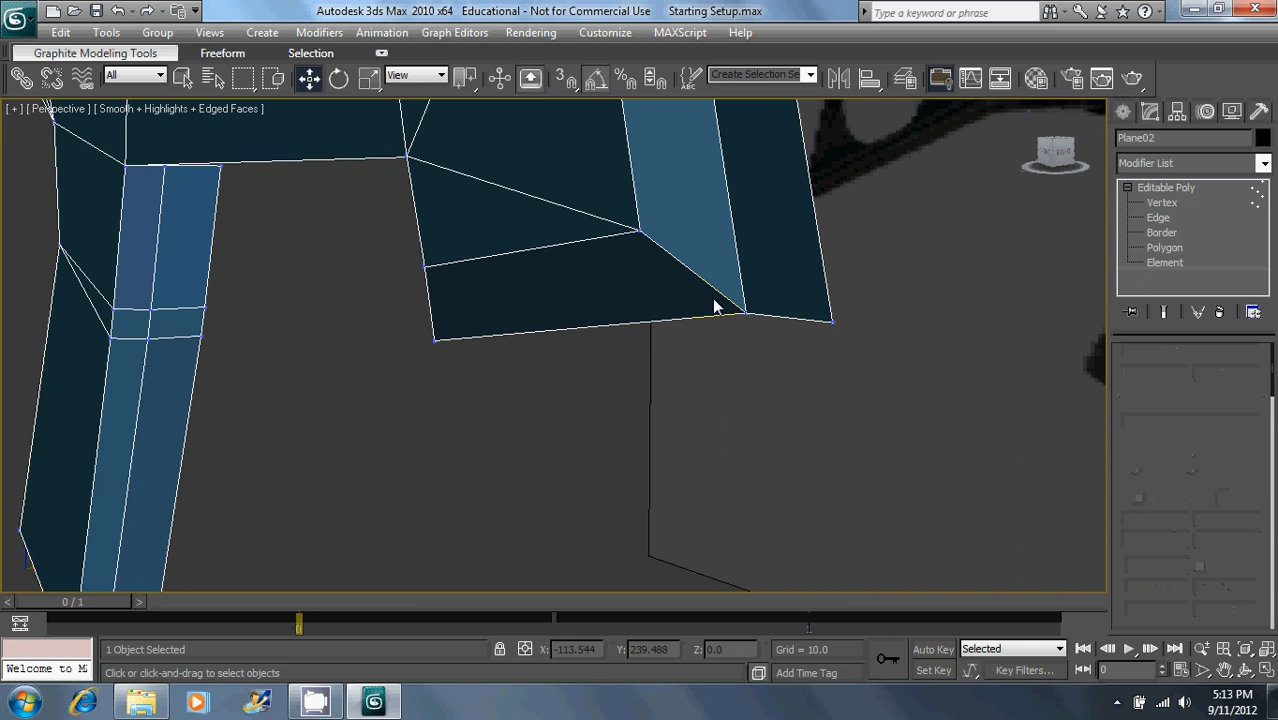 Autodesk 3ds Max 2010 x64 Educational - Not for Commercial Use Starting Setup.max
Type a keyword or phrase
Edit Tools Group Views Create Modifiers Animation Graph Editors Rendering Customize MAXScript Help
Graphite Modeling Tools Freeform Selection
All View 3 Create Selection Se
[ + ] [ Perspective ] [ Smooth + Highlights + Edged Faces ]
Plane02
Modifier List
Editable Poly
Vertex
Edge
Border
Polygon
Element
< 0 / 1 >
1 Object Selected X: -113.544 Y: 239.488 Z: 0.0 Grid = 10.0 Auto Key Selected
Welcome to M Click or click-and-drag to select objects Add Time Tag Set Key Key Filters... 0
5:13 PM
9/11/2012